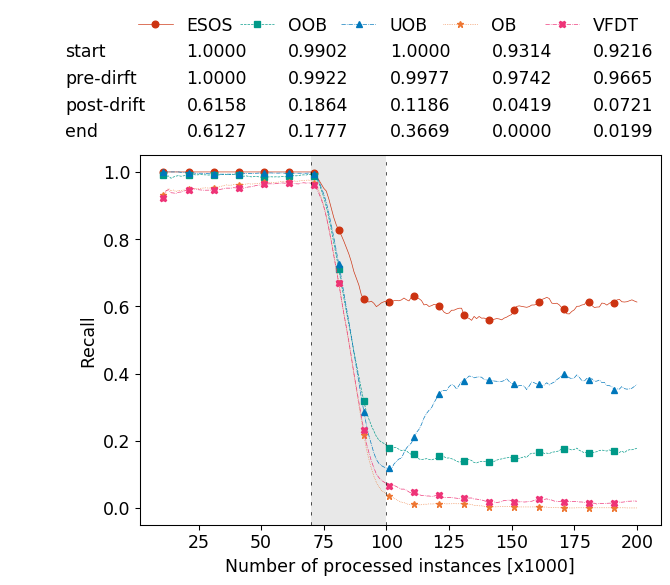 ESOS OOB UOB OB VFDT
start 1.0000 0.9902 1.0000 0.9314 0.9216
pre-dirft 1.0000 0.9922 0.9977 0.9742 0.9665
post-drift 0.6158 0.1864 0.1186 0.0419 0.0721
end 0.6127 0.1777 0.3669 0.0000 0.0199
1.0
0.8
0.6
0.4
0.2
0.0
Recall
25 50 75 100 125 150 175 200
Number of processed instances [x1000]